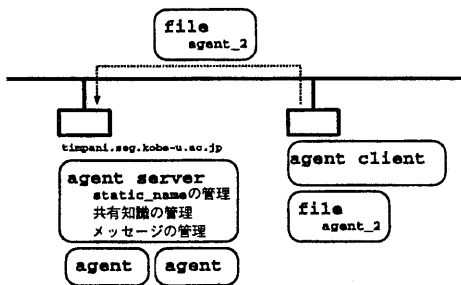 file
agent_2
timpani.seg.kobe-u.ac.jp
agent server
static_nameの管理
共有知識の管理
メッセージの管理
agent
agent
agent client
file
agent_2